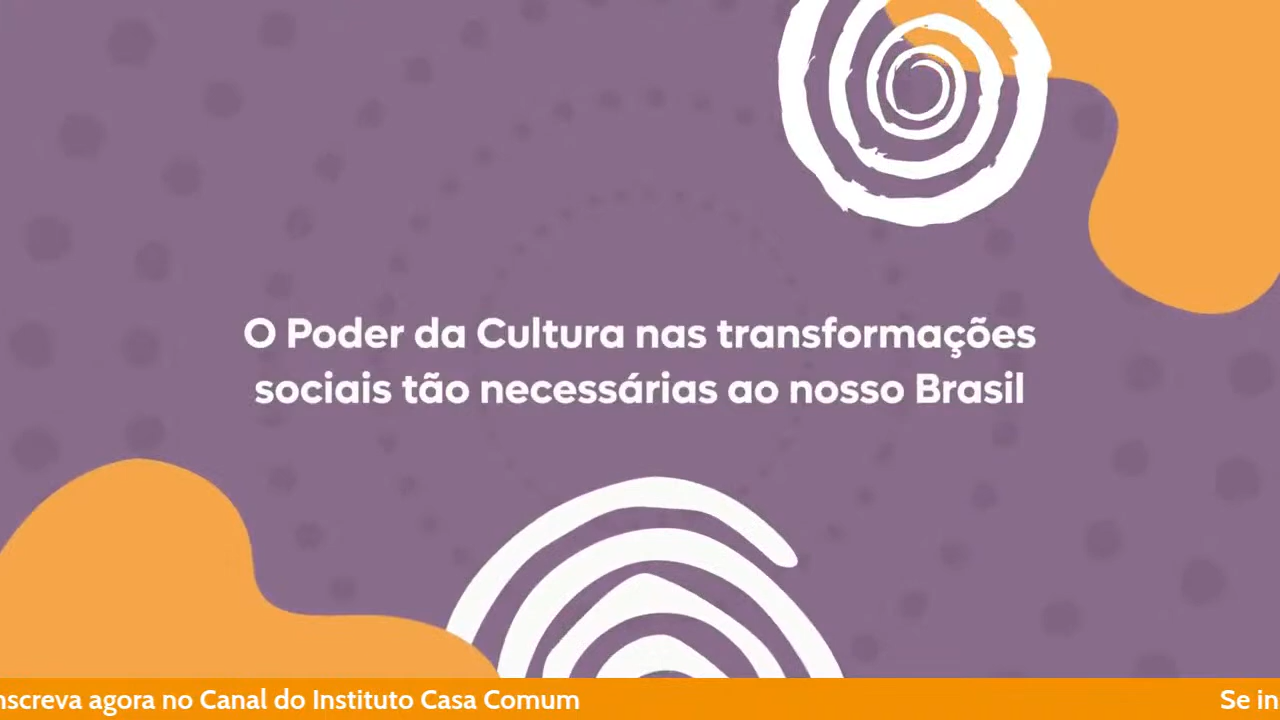 O Poder da Cultura nas transformações
sociais tão necessárias ao nosso Brasil
nscreva agora no Canal do Instituto Casa Comum
Se in